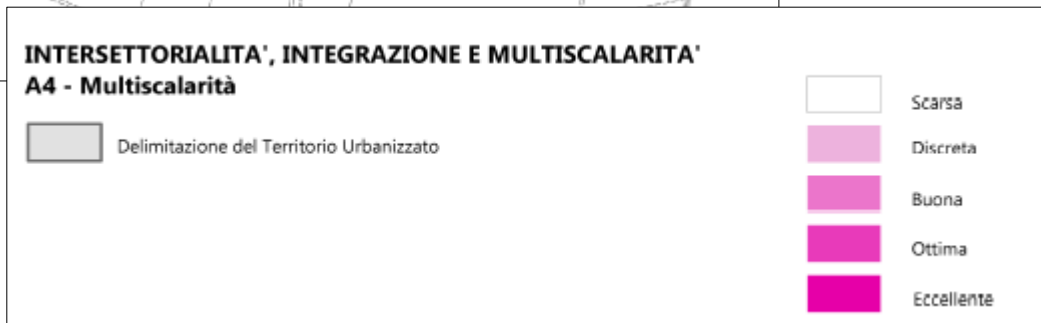 INTERSETTORIALITA', INTEGRAZIONE E MULTISCALARITA'
A4 - Multiscalarità
Delimitazione del Territorio Urbanizzato
Scarsa
Discreta
Buona
Ottima
Eccellente